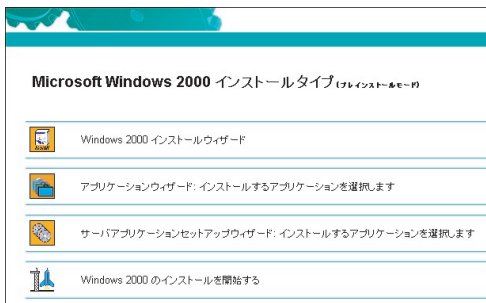 Microsoft Windows 2000 インストールタイプ(プレインストールモード)
Windows 2000 インストールウィザード
アプリケーションウィザード: インストールするアプリケーションを選択します
サーバアプリケーションセットアップウィザード: インストールするアプリケーションを選択します
Windows 2000 のインストールを開始する